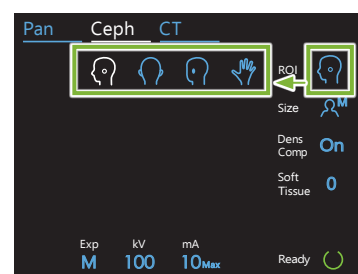 Pan Ceph CT
ROI
Size M
Dens
Comp On
Soft
Tissue 0
Exp kV mA
M 100 10Max
Ready